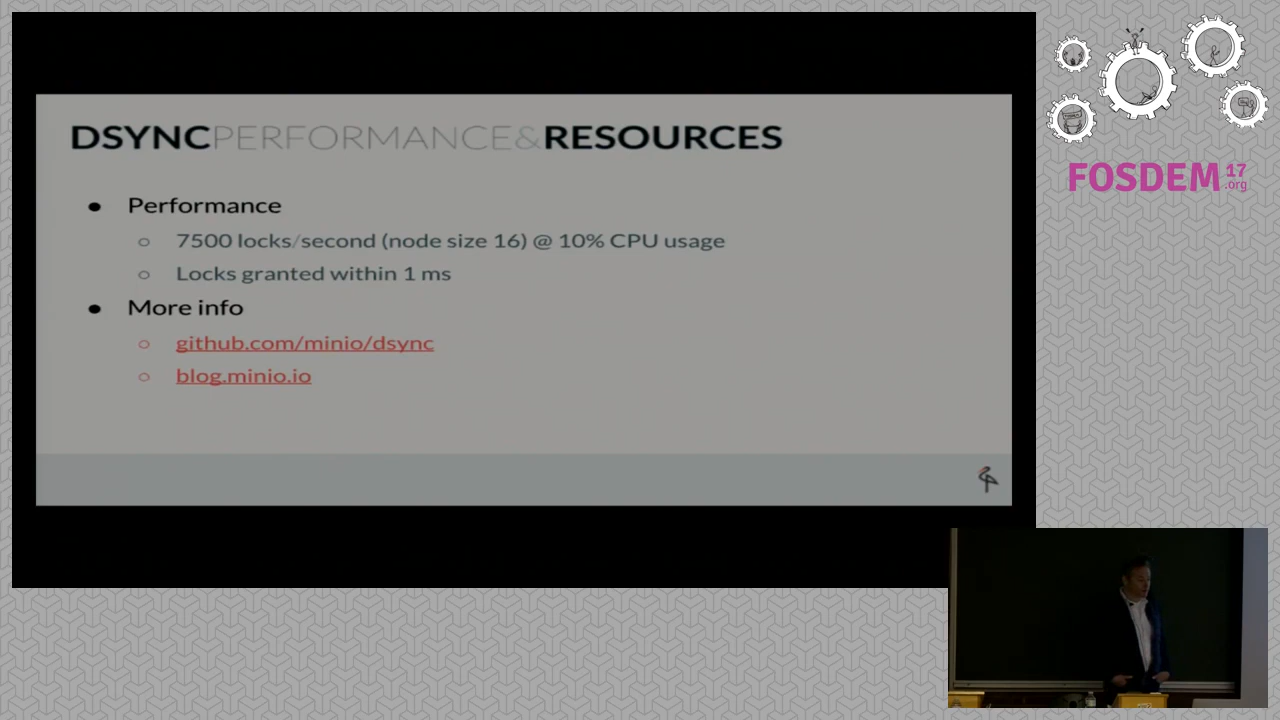 DSYNCPERFORMANCE&RESOURCES
● Performance
○ 7500 locks/second (node size 16) @ 10% CPU usage
○ Locks granted within 1 ms
● More info
○ github.com/minio/dsync
○ blog.minio.io
FOSDEM 17
.org